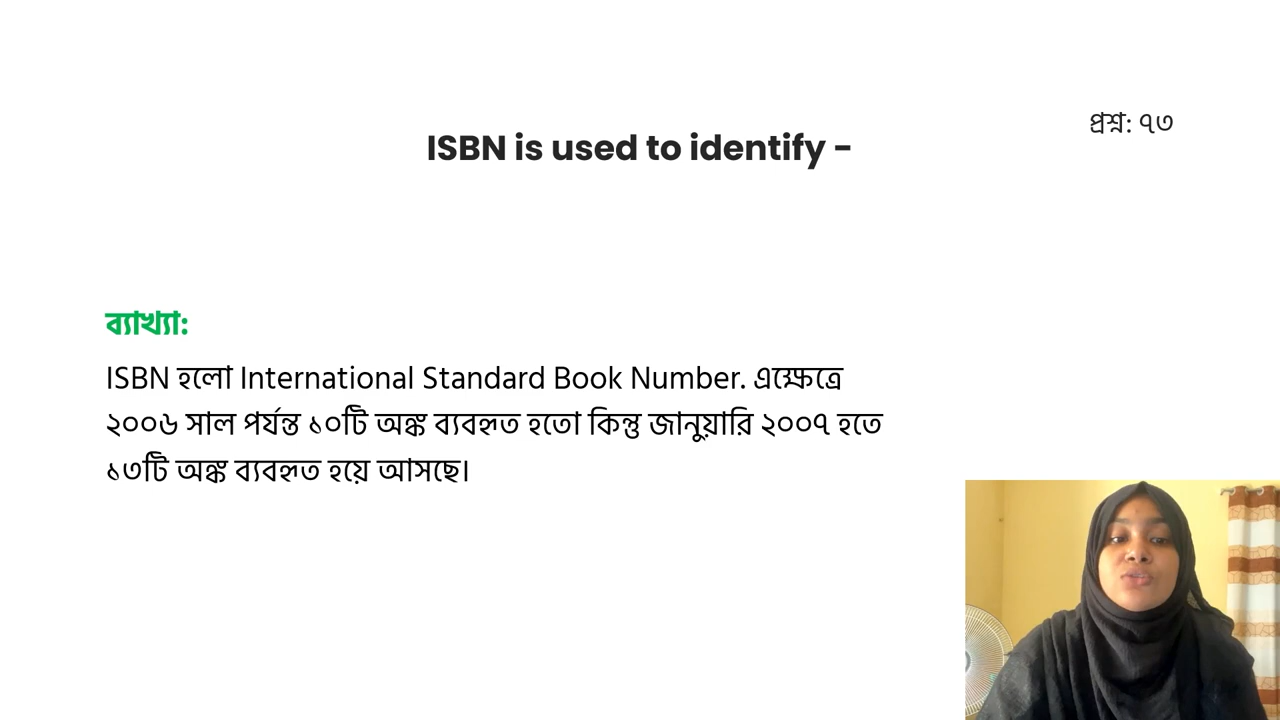 প্রশ্ন: ৭৩
ISBN is used to identify -
ব্যাখ্যা:
ISBN হলো International Standard Book Number. এক্ষেত্রে
২০০৬ সাল পর্যন্ত ১০টি অঙ্ক ব্যবহৃত হতো কিন্তু জানুয়ারি ২০০৭ হতে
১৩টি অঙ্ক ব্যবহৃত হয়ে আসছে।